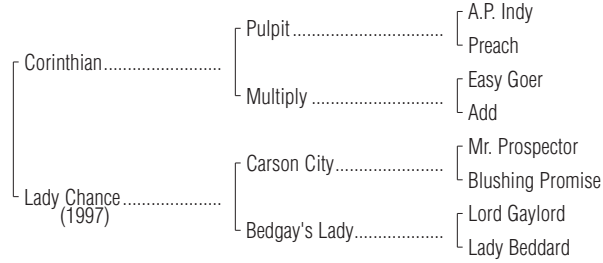 A.P. Indy
Pulpit
Preach
Corinthian
Easy Goer
Multiply
Add
Mr. Prospector
Carson City
Blushing Promise
Lady Chance
(1997)
Lord Gaylord
Bedgay's Lady
Lady Beddard